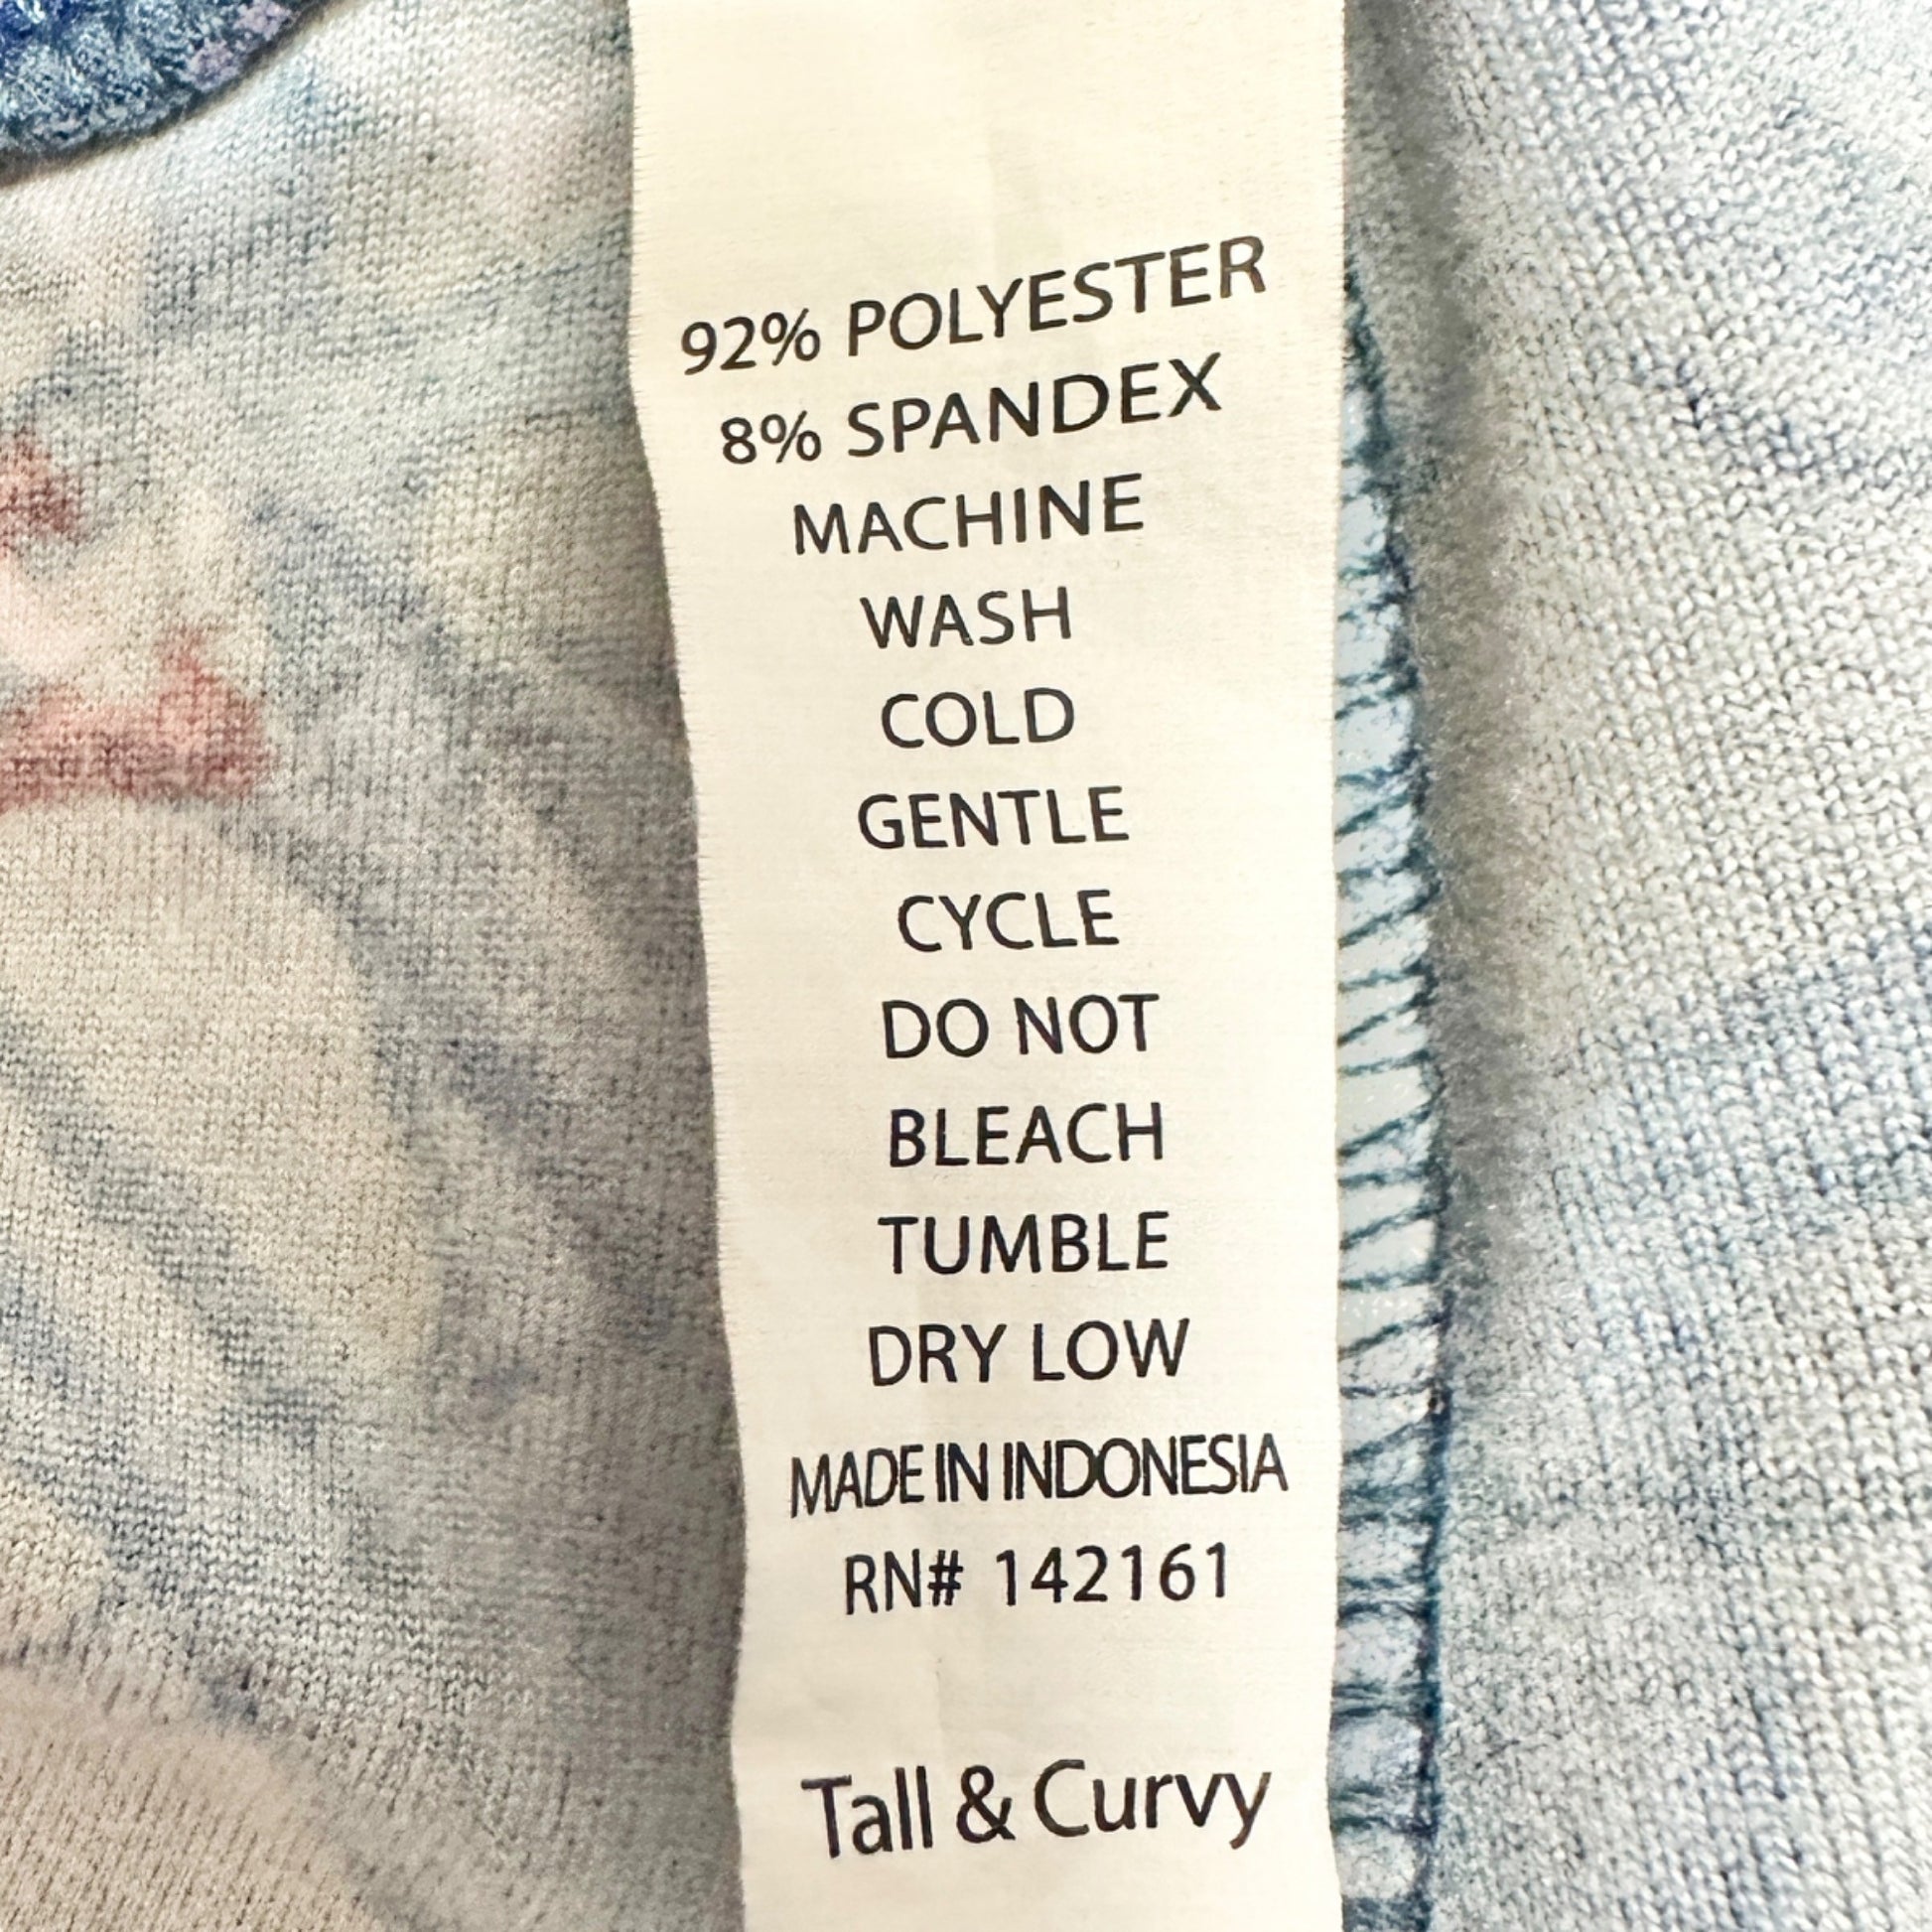 92% POLYESTER
8% SPANDEX
MACHINE
WASH
COLD
GENTLE
CYCLE
DO NOT
BLEACH
TUMBLE
DRY LOW
MADE IN INDONESIA
RN# 142161
Tall & Curvy